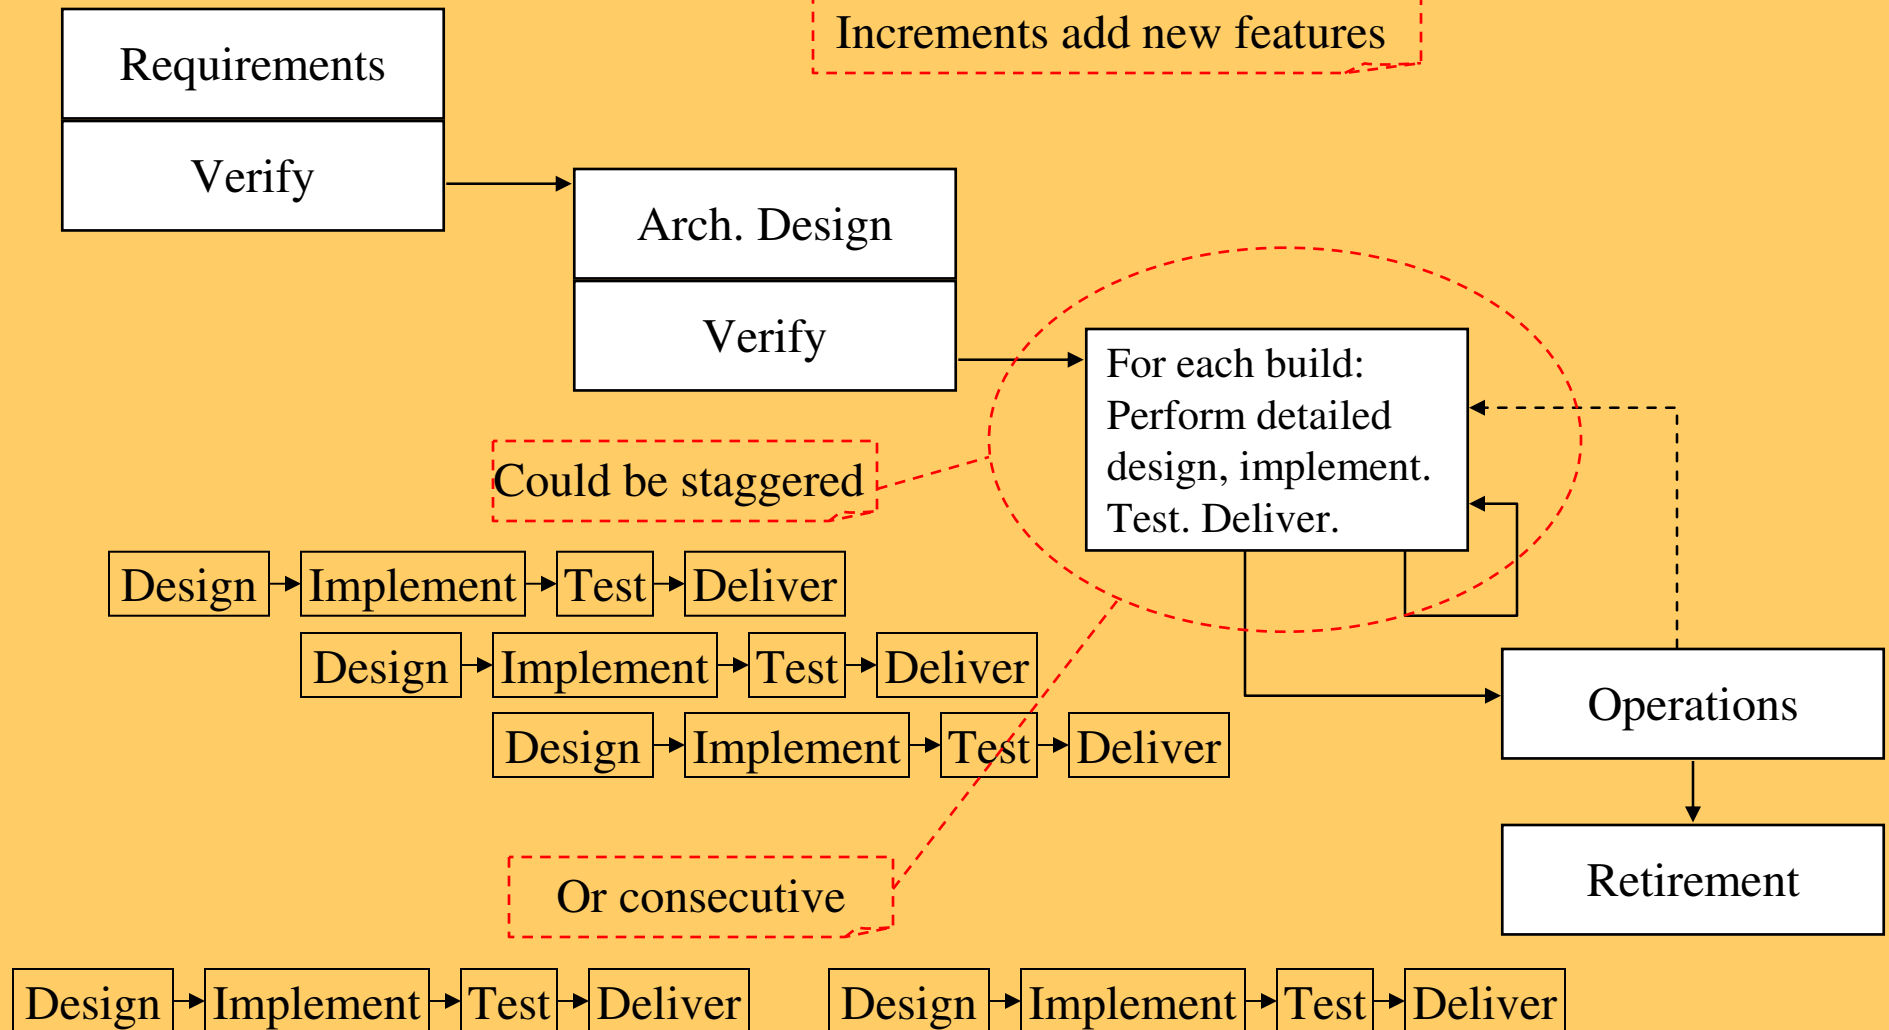 Increments add new features
Requirements
Verify
Arch. Design
Verify
For each build:
Perform detailed
design, implement.
Test. Deliver.
Could be staggered
Design Implement Test Deliver
Design Implement Test Deliver
Design Implement Test Deliver
Operations
Or consecutive
Retirement
Design Implement Test Deliver Design Implement Test Deliver